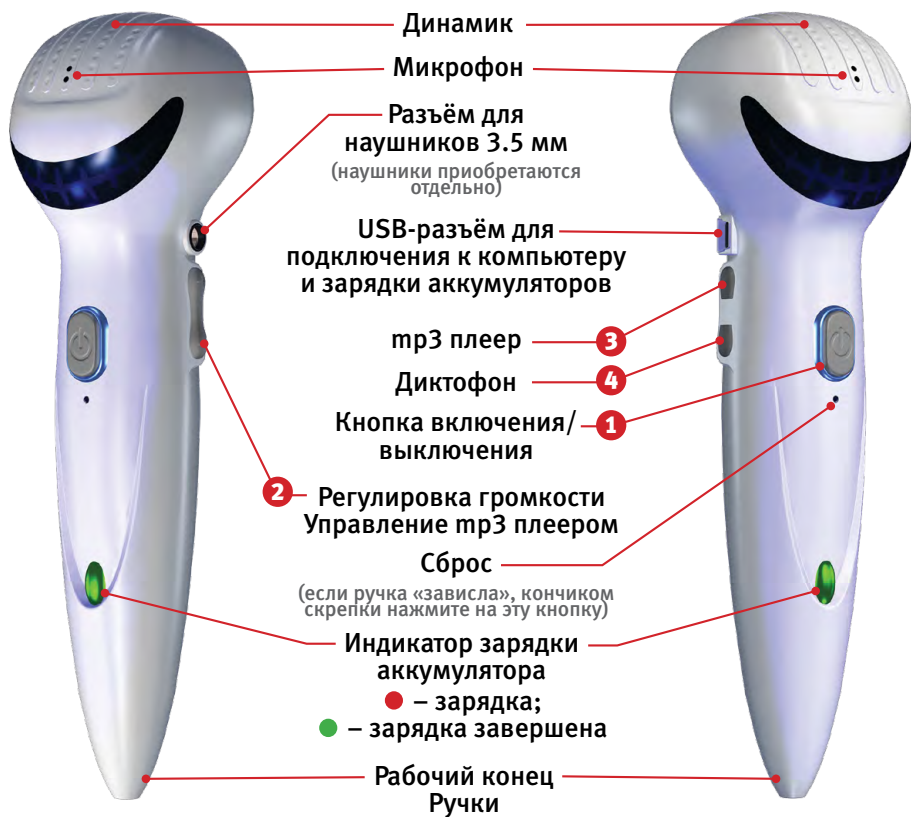 Динамик
Микрофон
Разъём для
наушников 3.5 мм
(наушники приобретаются
отдельно)
USB-разъём для
подключения к компьютеру
и зарядки аккумуляторов
mp3 плеер 3
Диктофон 4
Кнопка включения/ 1
выключения
2 Регулировка громкости
Управление mp3 плеером
Сброс
(если ручка «зависла», кончиком
скрепки нажмите на эту кнопку)
Индикатор зарядки
аккумулятора
– зарядка;
– зарядка завершена
Рабочий конец
Ручки